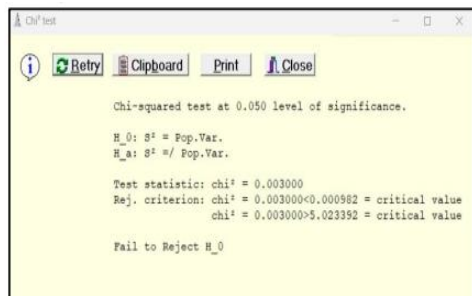 Chi² test
Retry Clipboard Print Close
Chi-squared test at 0.050 level of significance.
H_0: S² = Pop.Var.
H_a: S² =/ Pop.Var.
Test statistic: chi² = 0.003000
Rej. criterion: chi² = 0.003000<0.000982 = critical value
chi² = 0.003000>5.023392 = critical value
Fail to Reject H_0